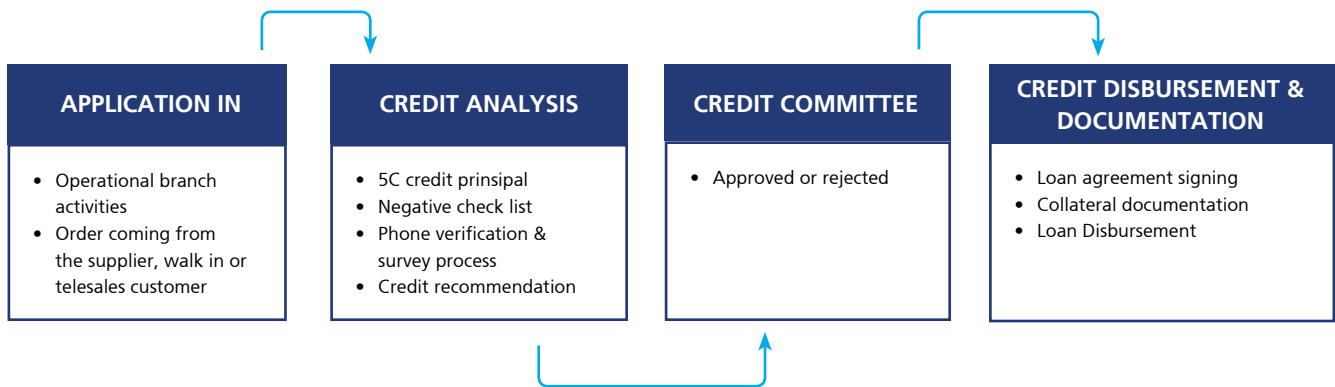 APPLICATION IN
• Operational branch
activities
• Order coming from
the supplier, walk in or
telesales customer
CREDIT ANALYSIS
• 5C credit prinsipal
• Negative check list
• Phone verification &
survey process
• Credit recommendation
CREDIT COMMITTEE
• Approved or rejected
CREDIT DISBURSEMENT &
DOCUMENTATION
• Loan agreement signing
• Collateral documentation
• Loan Disbursement